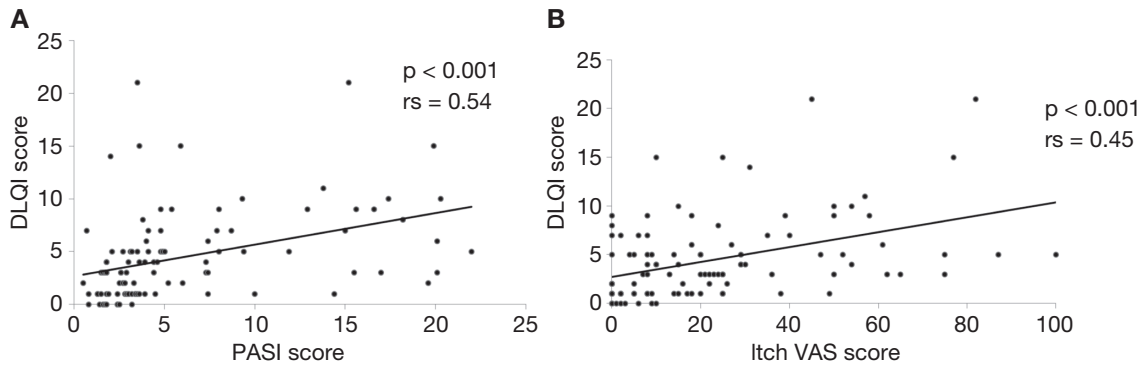 A
25
20
15
10
5
0
DLQI score
p < 0.001
rs = 0.54
0 5 10 15 20 25
PASI score
B
25
20
15
10
5
0
DLQI score
p < 0.001
rs = 0.45
0 20 40 60 80 100
Itch VAS score